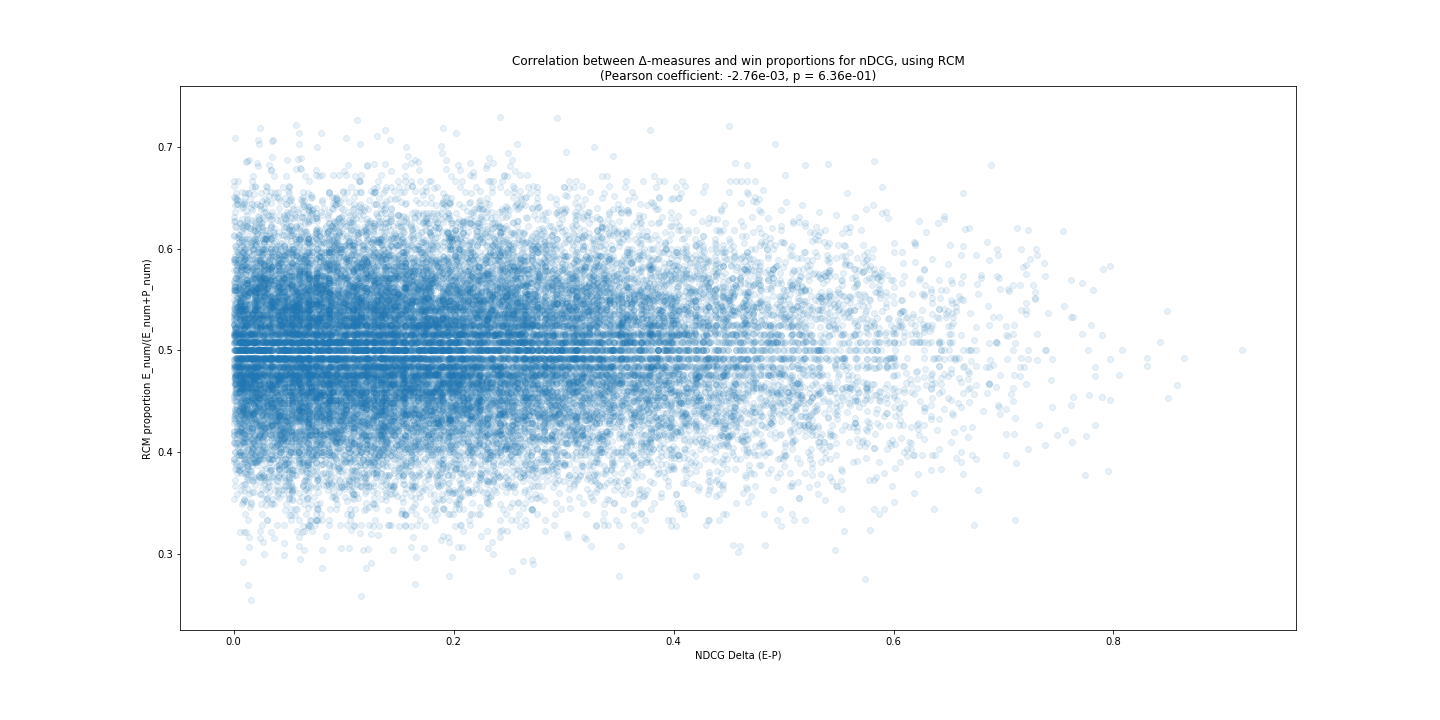 Correlation between Δ-measures and win proportions for nDCG, using RCM
(Pearson coefficient: -2.76e-03, p = 6.36e-01)
0.7
0.6
0.5
0.4
0.3
RCM proportion E_num/(E_num+P_num)
0.0 0.2 0.4 0.6 0.8
NDCG Delta (E-P)